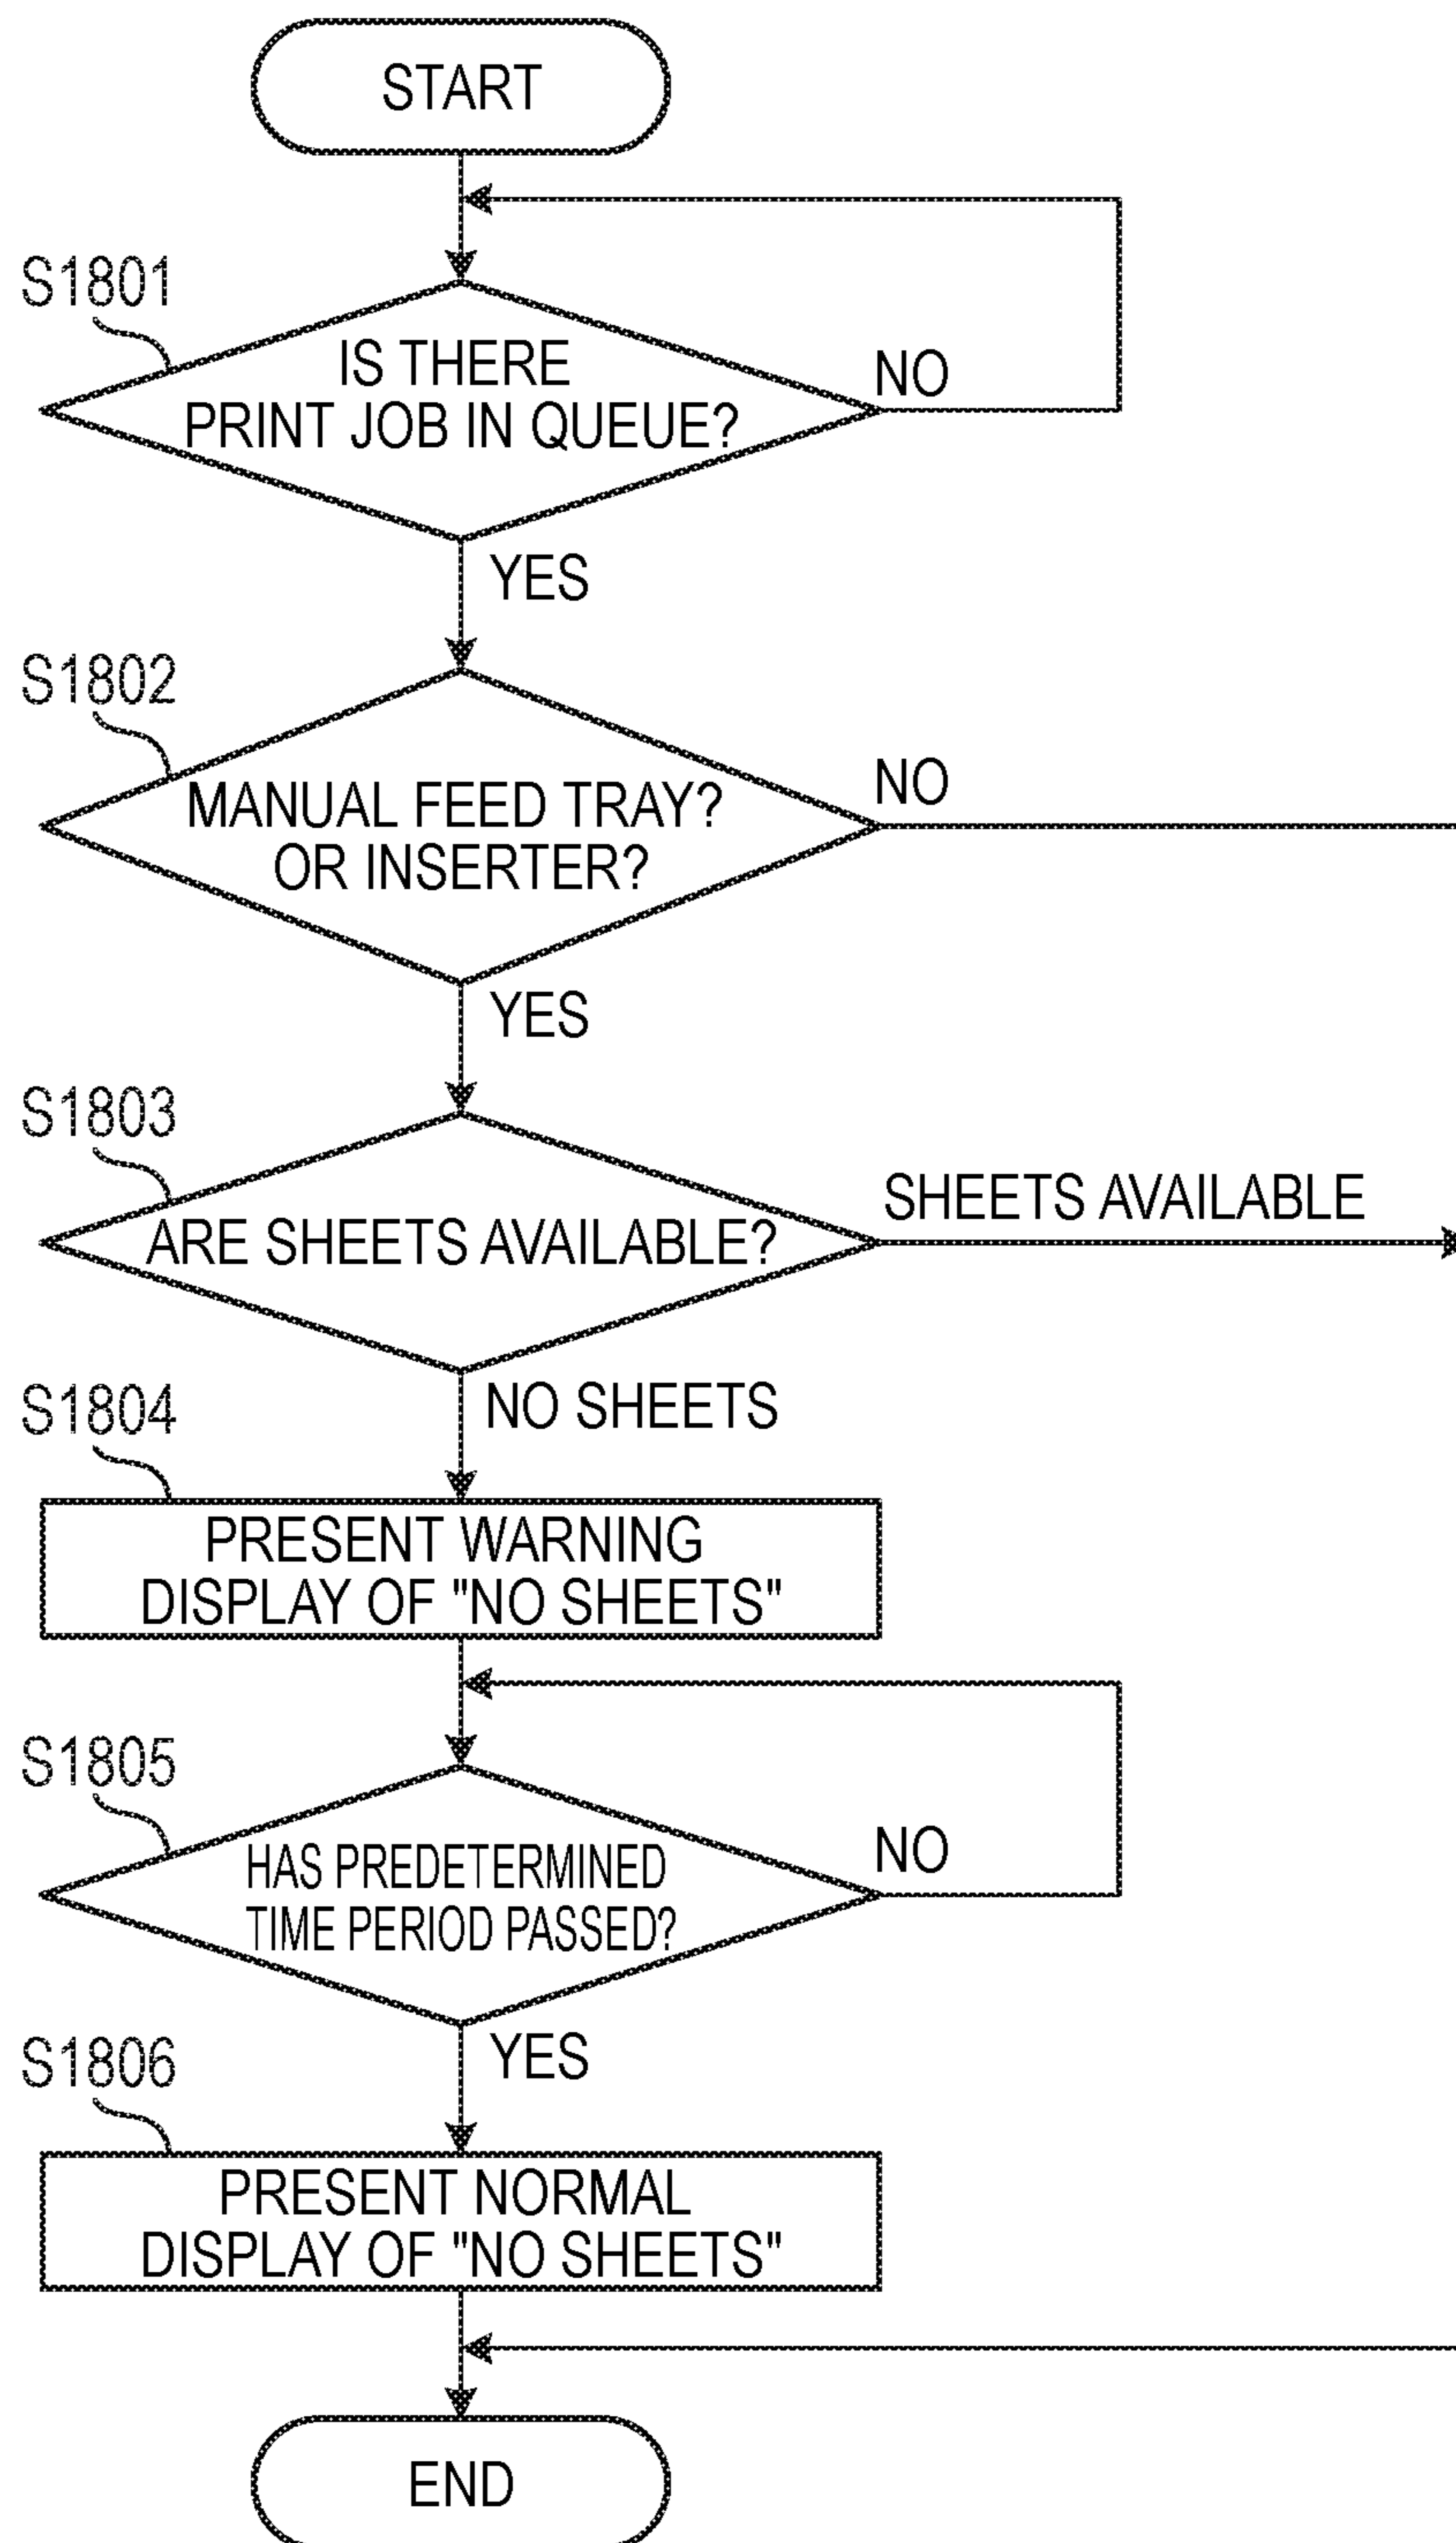 START
S1801
IS THERE
PRINT JOB IN QUEUE?
NO
YES
S1802
MANUAL FEED TRAY?
OR INSERTER?
NO
YES
S1803
ARE SHEETS AVAILABLE?
SHEETS AVAILABLE
NO SHEETS
S1804
PRESENT WARNING
DISPLAY OF "NO SHEETS"
S1805
HAS PREDETERMINED
TIME PERIOD PASSED?
NO
YES
S1806
PRESENT NORMAL
DISPLAY OF "NO SHEETS"
END